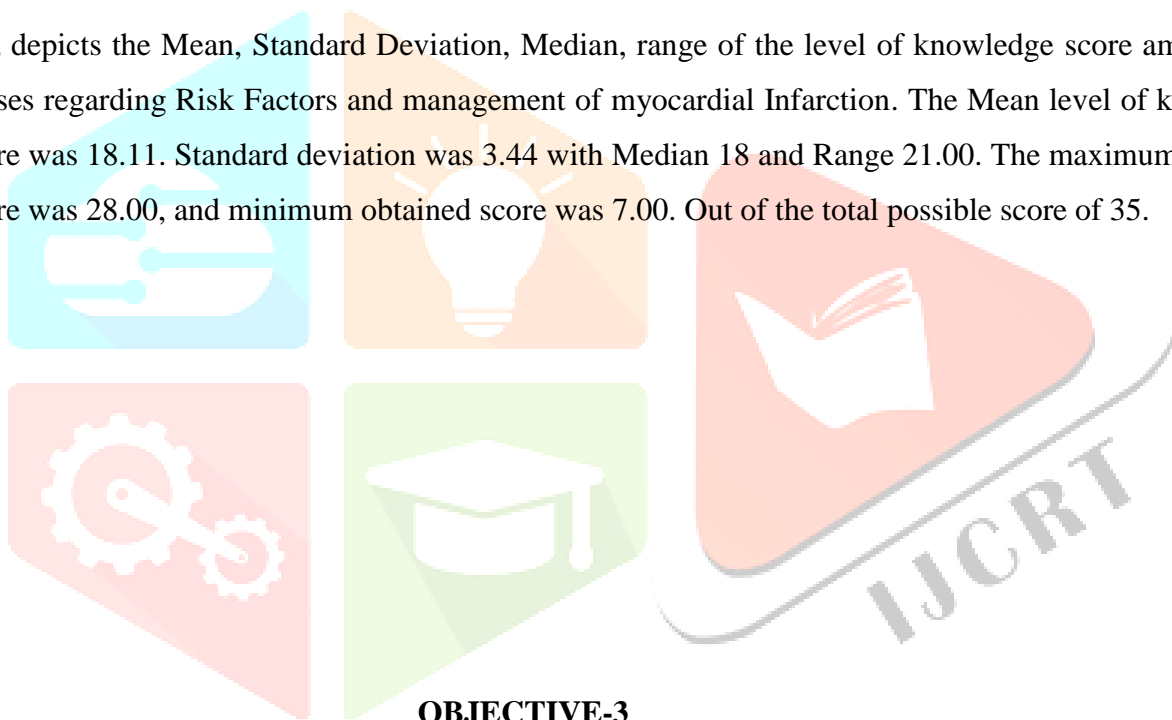 depicts the Mean, Standard Deviation, Median, range of the level of knowledge score am
ses regarding Risk Factors and management of myocardial Infarction. The Mean level of k
re was 18.11. Standard deviation was 3.44 with Median 18 and Range 21.00. The maximum
re was 28.00, and minimum obtained score was 7.00. Out of the total possible score of 35.
IJCRT
OBJECTIVE-3